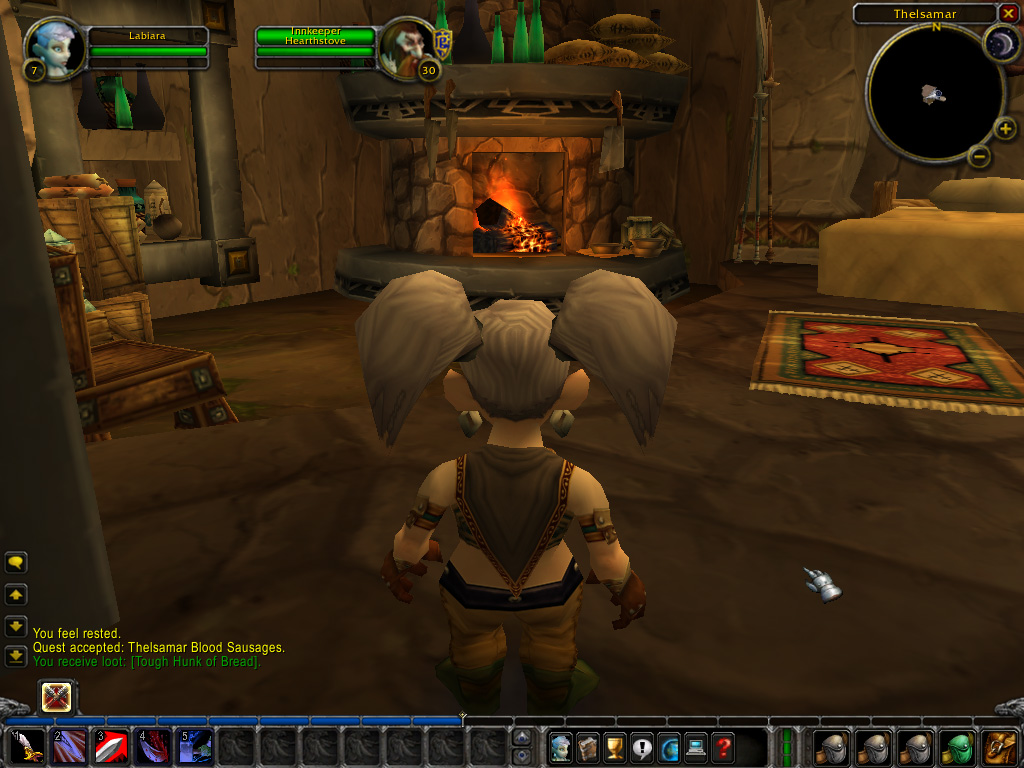 Labiara
7
Innkeeper
Hearthstove
30
Thelsamar
N
You feel rested.
Quest accepted: Thelsamar Blood Sausages.
You receive loot: [Tough Hunk of Bread].
1 2 3 4 5